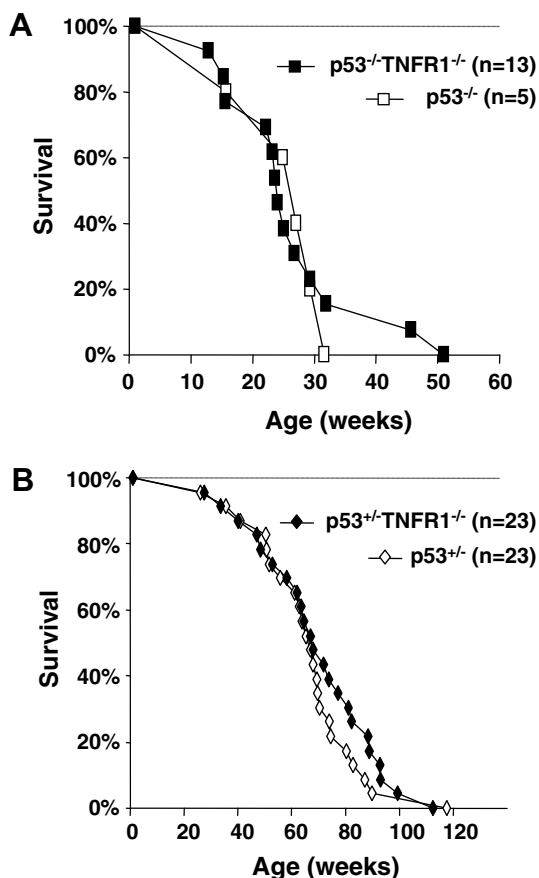 A
100%
80%
60%
40%
20%
0%
Survival
p53-/-TNFR1-/- (n=13)
p53-/- (n=5)
0 10 20 30 40 50 60
Age (weeks)
B
100%
80%
60%
40%
20%
0%
Survival
p53+/-TNFR1-/- (n=23)
p53+/- (n=23)
0 20 40 60 80 100 120
Age (weeks)